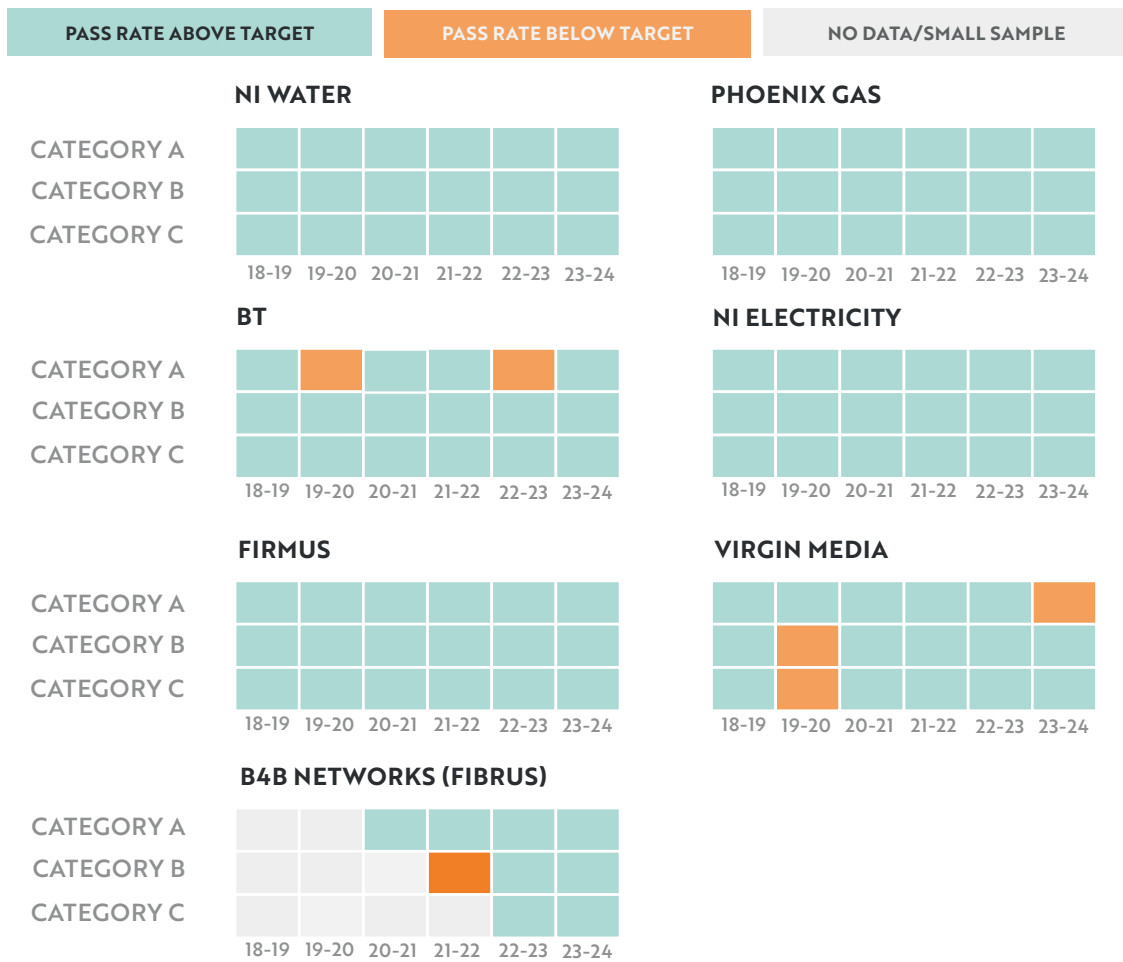 PASS RATE ABOVE TARGET
PASS RATE BELOW TARGET
NO DATA/SMALL SAMPLE
NI WATER
PHOENIX GAS
CATEGORY A
CATEGORY B
CATEGORY C
18-19 19-20 20-21 21-22 22-23 23-24
18-19 19-20 20-21 21-22 22-23 23-24
BT
NI ELECTRICITY
CATEGORY A
CATEGORY B
CATEGORY C
18-19 19-20 20-21 21-22 22-23 23-24
18-19 19-20 20-21 21-22 22-23 23-24
FIRMUS
VIRGIN MEDIA
CATEGORY A
CATEGORY B
CATEGORY C
18-19 19-20 20-21 21-22 22-23 23-24
18-19 19-20 20-21 21-22 22-23 23-24
B4B NETWORKS (FIBRUS)
CATEGORY A
CATEGORY B
CATEGORY C
18-19 19-20 20-21 21-22 22-23 23-24